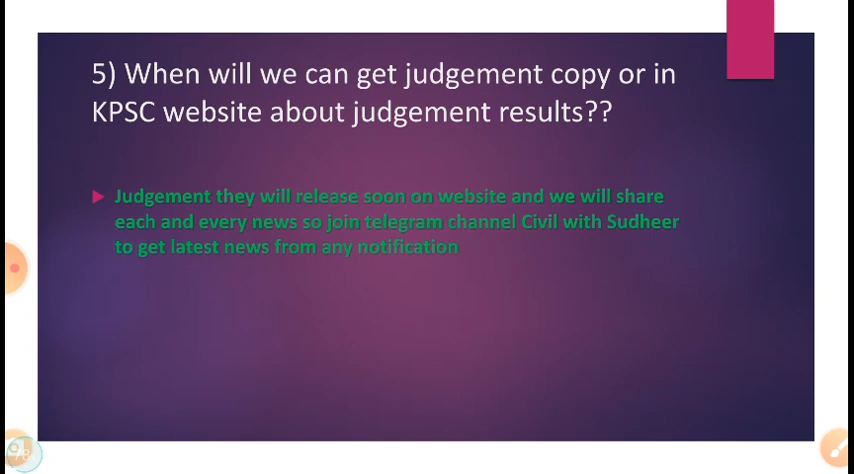 5) When will we can get judgement copy or in
KPSC website about judgement results??
Judgement they will release soon on website and we will share
each and every news so join telegram channel Civil with Sudheer
to get latest news from any notification